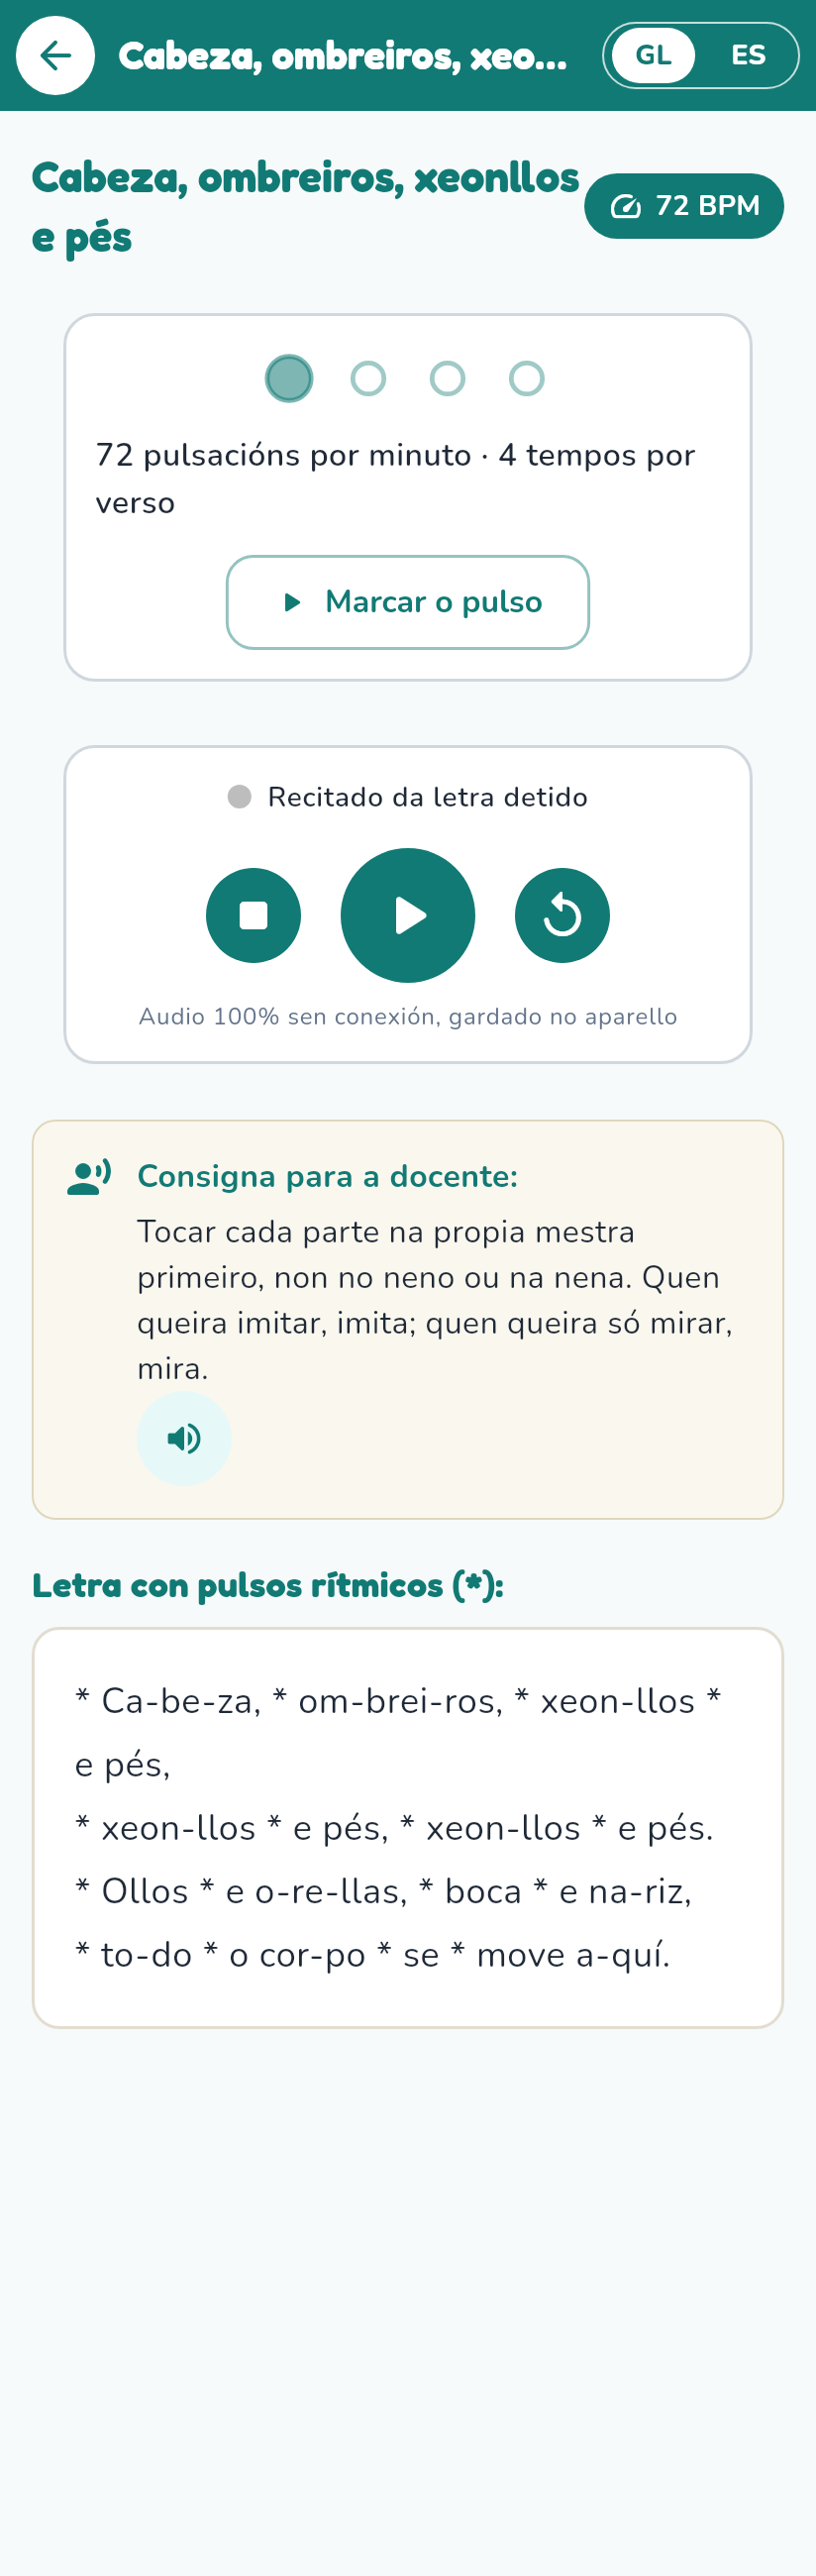 Cabeza, ombreiros, xeo...
GL
ES
Cabeza, ombreiros, xeonllos
e pés
72 BPM
72 pulsacións por minuto · 4 tempos por
verso
Marcar o pulso
Recitado da letra detido
Audio 100% sen conexión, gardado no aparello
Consigna para a docente:
Tocar cada parte na propia mestra
primeiro, non no neno ou na nena. Quen
queira imitar, imita; quen queira só mirar,
mira.
Letra con pulsos rítmicos (*):
* Ca-be-za, * om-brei-ros, * xeon-llos *
e pés,
* xeon-llos * e pés, * xeon-llos * e pés.
* Ollos * e o-re-llas, * boca * e na-riz,
* to-do * o cor-po * se * move a-quí.